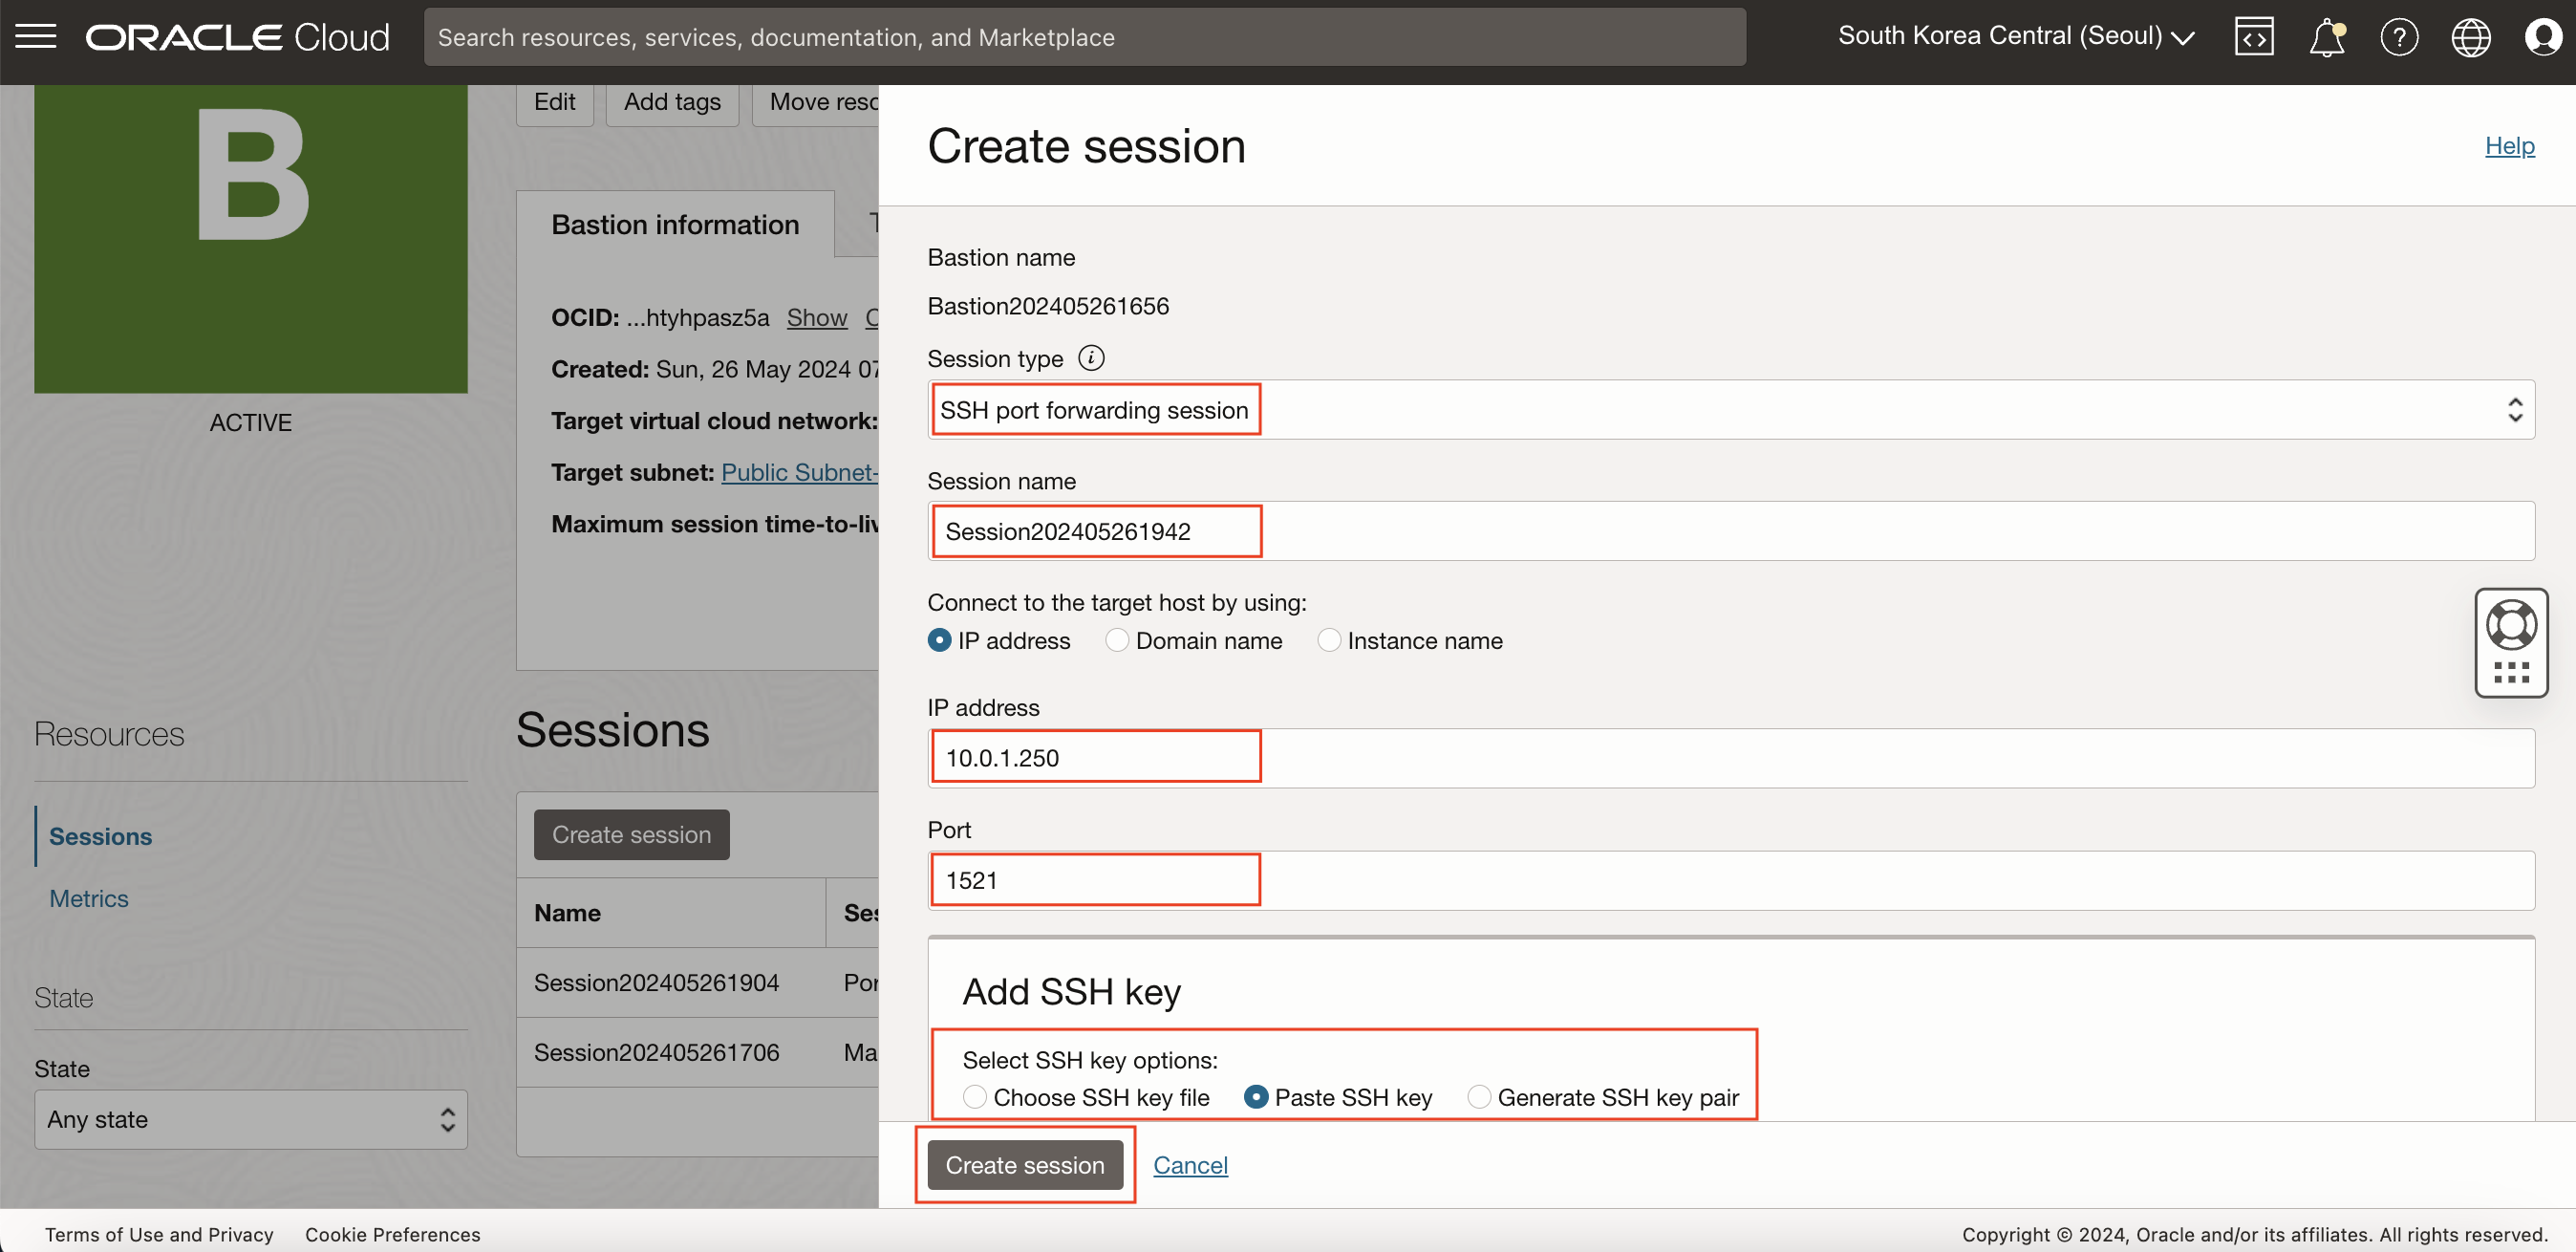 ORACLE Cloud
Search resources, services, documentation, and Marketplace
South Korea Central (Seoul)
B
ACTIVE
Edit
Add tags
Move reso
Bastion information
OCID: ...htyhpasz5a Show
Created: Sun, 26 May 2024 07
Target virtual cloud network:
Target subnet: Public Subnet-
Maximum session time-to-liv
Resources
Sessions
Metrics
State
State
Any state
Sessions
Create session
Name
Ses
Session202405261904
Por
Session202405261706
Ma
Create session
Help
Bastion name
Bastion202405261656
Session type
SSH port forwarding session
Session name
Session202405261942
Connect to the target host by using:
IP address
Domain name
Instance name
IP address
10.0.1.250
Port
1521
Add SSH key
Select SSH key options:
Choose SSH key file
Paste SSH key
Generate SSH key pair
Create session
Cancel
Terms of Use and Privacy
Cookie Preferences
Copyright © 2024, Oracle and/or its affiliates. All rights reserved.